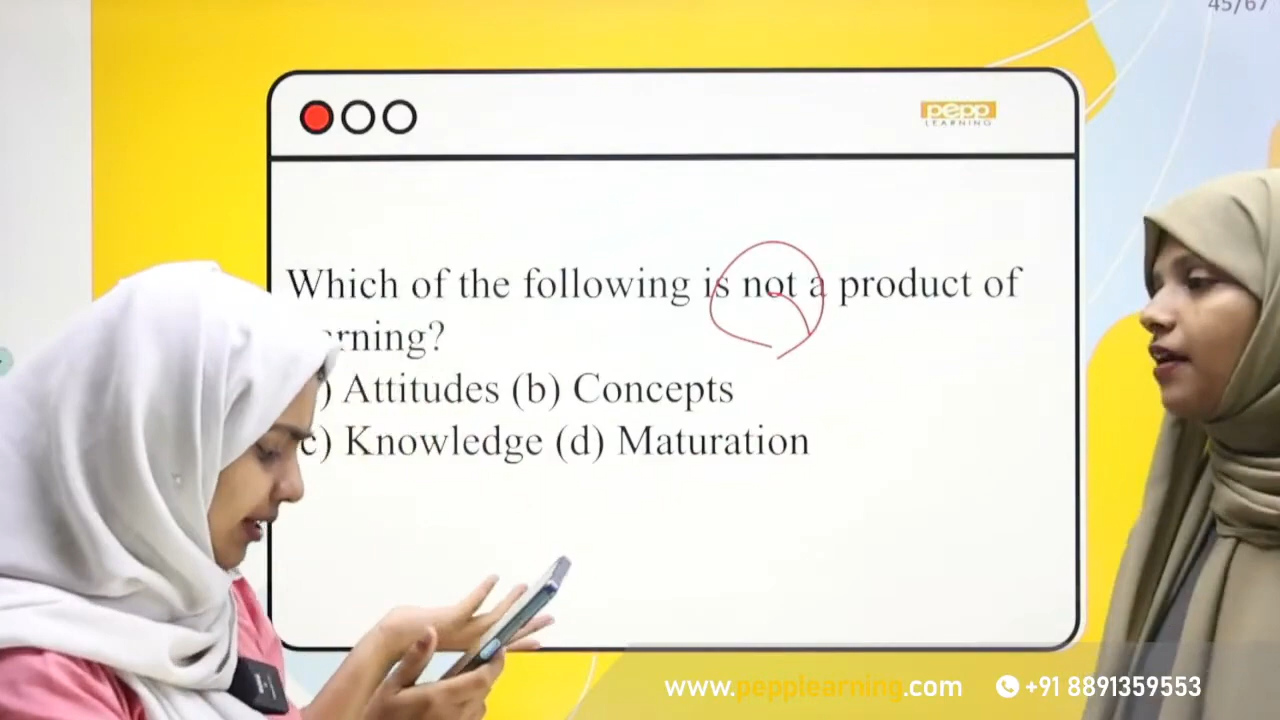 45/67
pepp
LEARNING
Which of the following is not a product of
rning?
) Attitudes (b) Concepts
c) Knowledge (d) Maturation
www.pepplearning.com +91 8891359553